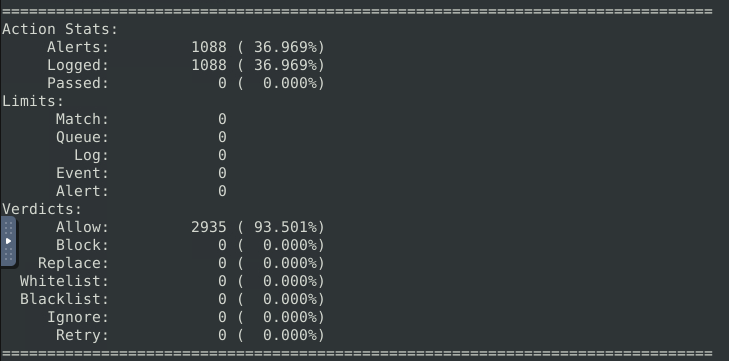 ===============================================================================
Action Stats:
     Alerts:         1088 ( 36.969%)
     Logged:         1088 ( 36.969%)
     Passed:            0 (  0.000%)
Limits:
      Match:            0
      Queue:            0
        Log:            0
      Event:            0
      Alert:            0
Verdicts:
      Allow:         2935 ( 93.501%)
      Block:            0 (  0.000%)
    Replace:            0 (  0.000%)
  Whitelist:            0 (  0.000%)
  Blacklist:            0 (  0.000%)
     Ignore:            0 (  0.000%)
      Retry:            0 (  0.000%)
===============================================================================